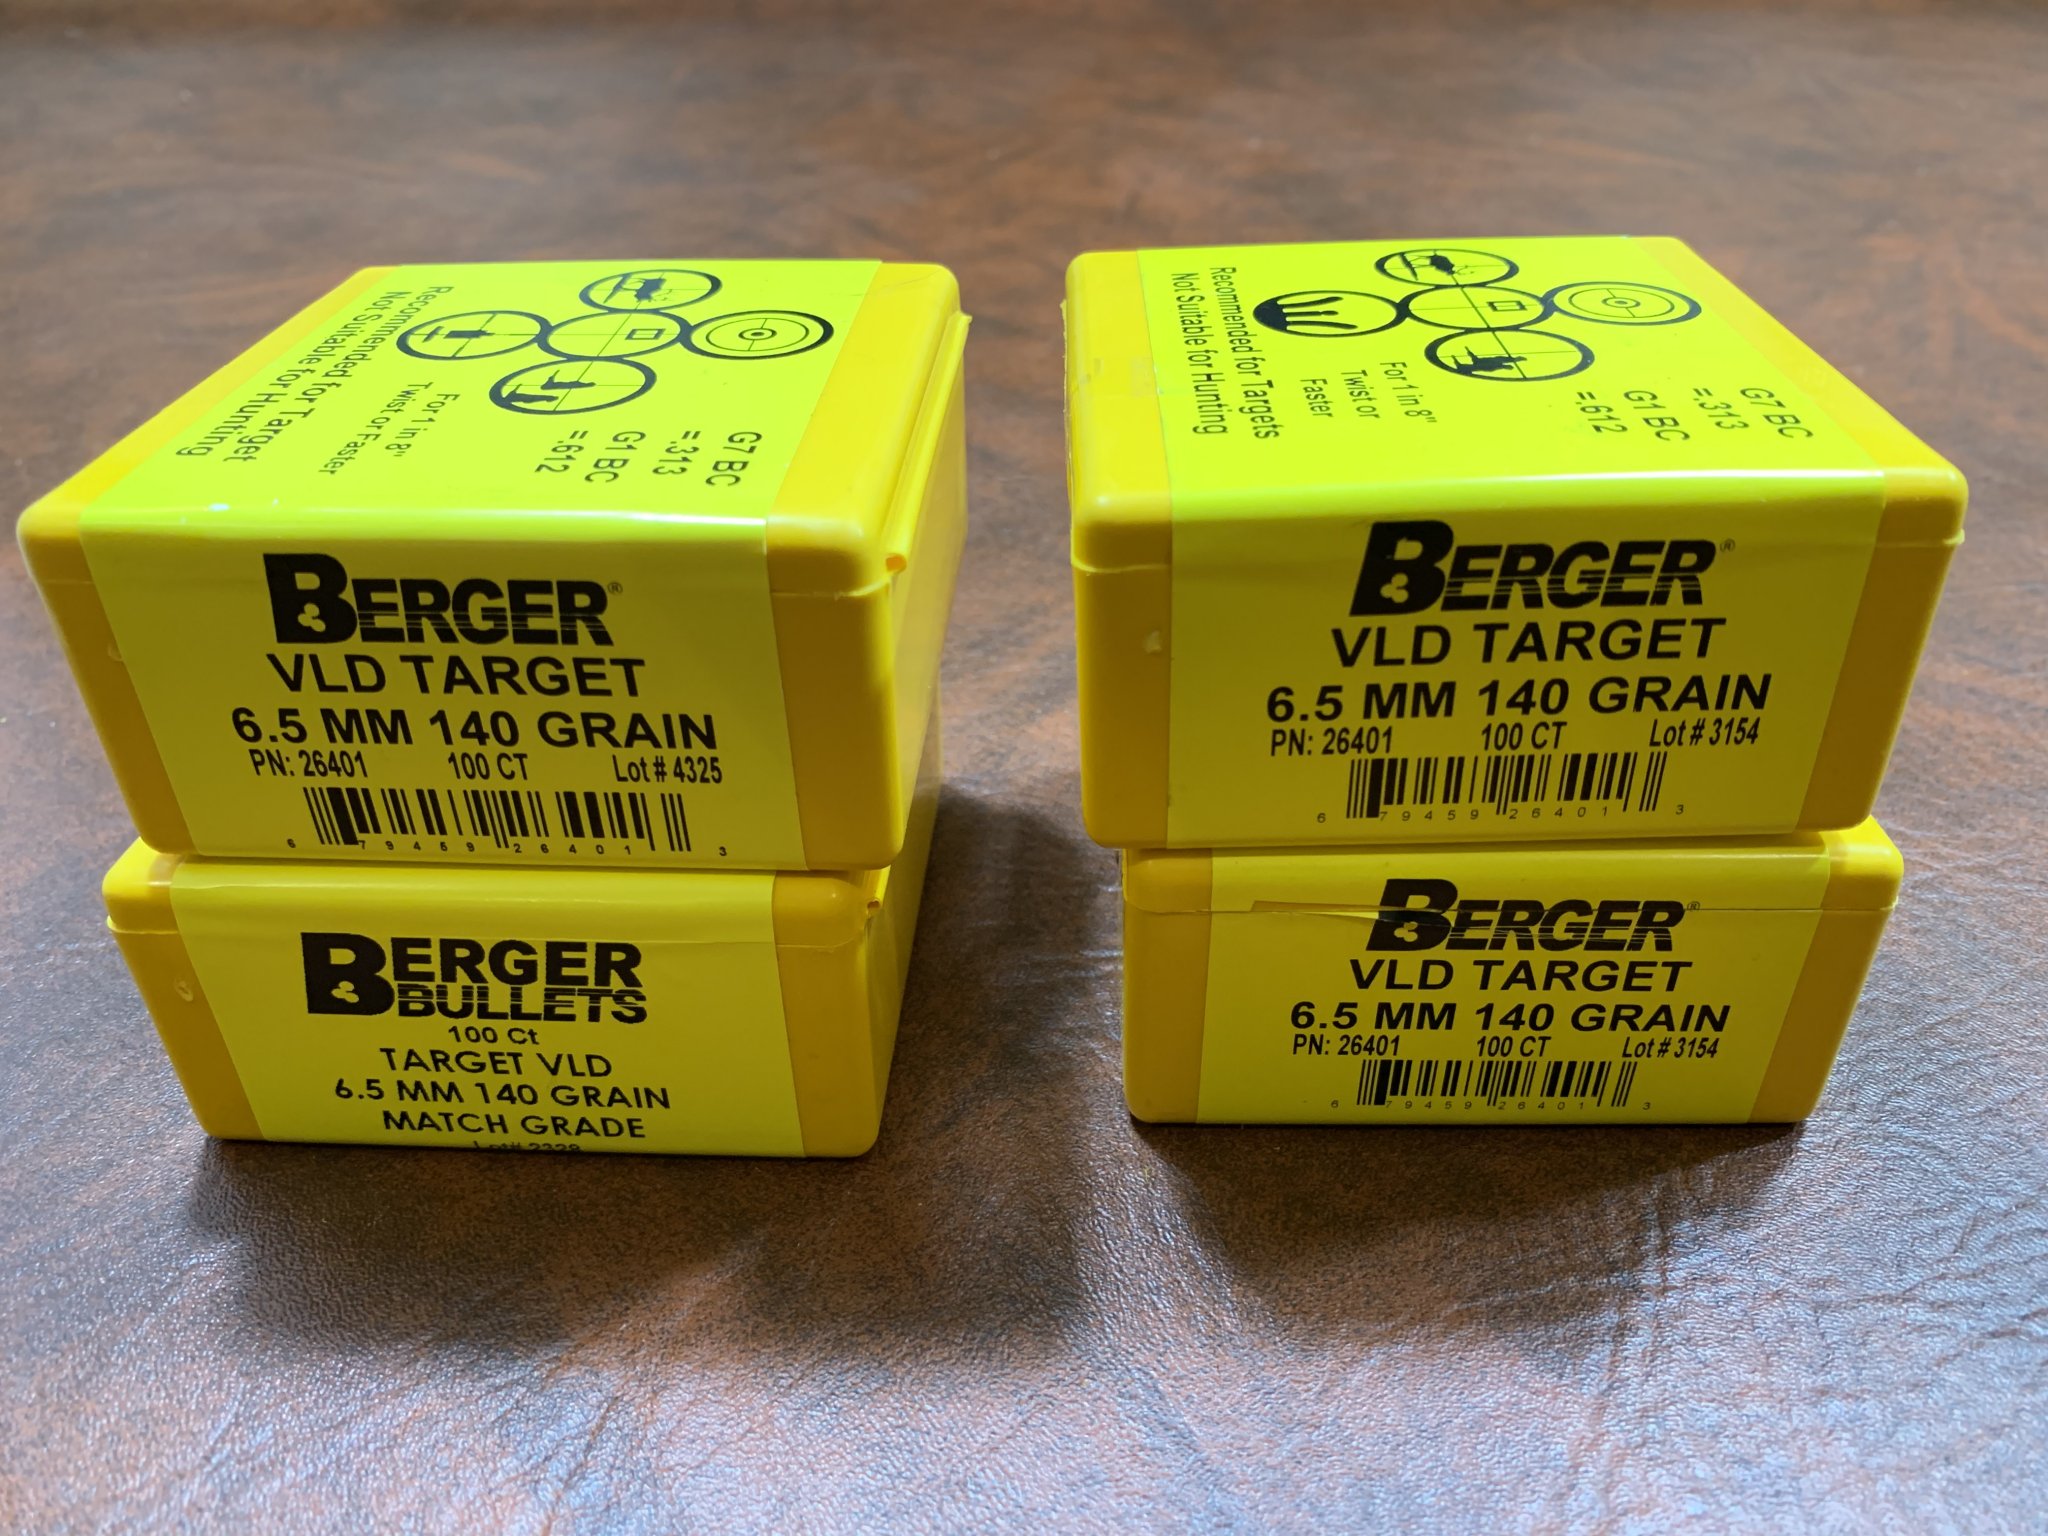 Recommended for Target
Not Suitable for Hunting
For 1 in 8"
Twist or Faster
G7 BC
=.313
G1 BC
=.612
BERGER®
VLD TARGET
6.5 MM 140 GRAIN
PN: 26401 100 CT Lot # 4325
6 79459 26401 3
BERGER
BULLETS
100 Ct
TARGET VLD
6.5 MM 140 GRAIN
MATCH GRADE
Recommended for Targets
Not Suitable for Hunting
For 1 in 8"
Twist or
Faster
G7 BC
=.313
G1 BC
=.612
BERGER®
VLD TARGET
6.5 MM 140 GRAIN
PN: 26401 100 CT Lot # 3154
6 79459 26401 3
BERGER®
VLD TARGET
6.5 MM 140 GRAIN
PN: 26401 100 CT Lot # 3154
6 79459 26401 3